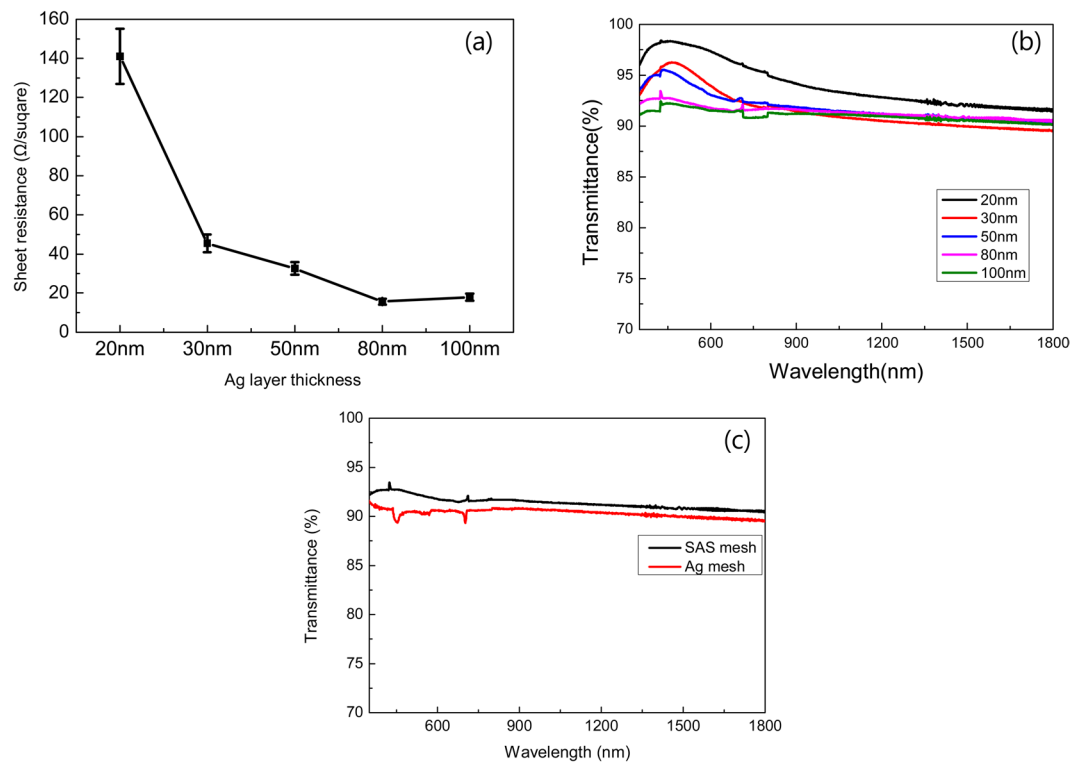 160
140
120
100
80
60
40
20
0
Sheet resistance (Ω/suqare)
20nm 30nm 50nm 80nm 100nm
Ag layer thickness
(a)
100
95
90
85
80
75
70
Transmittance(%)
600 900 1200 1500 1800
Wavelength(nm)
(b)
20nm
30nm
50nm
80nm
100nm
100
95
90
85
80
75
70
Transmittance (%)
600 900 1200 1500 1800
Wavelength (nm)
(c)
SAS mesh
Ag mesh